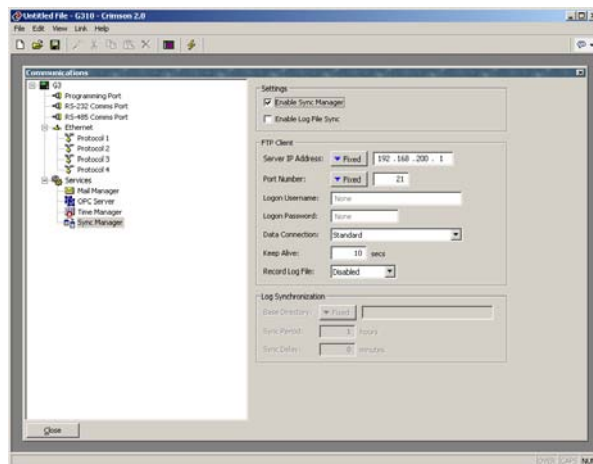 Untitled File - G310 - Crimson 2.0
File Edit View Link Help
Communications
G3
Programming Port
RS-232 Comms Port
RS-485 Comms Port
Ethernet
Protocol 1
Protocol 2
Protocol 3
Protocol 4
Services
Mail Manager
OPC Server
Time Manager
Sync Manager
Settings
Enable Sync Manager
Enable Log File Sync
FTP Client
Server IP Address: Fixed 192 .168 .200 . 1
Port Number: Fixed 21
Logon Username: None
Logon Password: None
Data Connection: Standard
Keep Alive: 10 secs
Record Log File: Disabled
Log Synchronization
Base Directory: Fixed
Sync Period: 1 hours
Sync Delay: 0 minutes
Close
OVER CAPS NUM